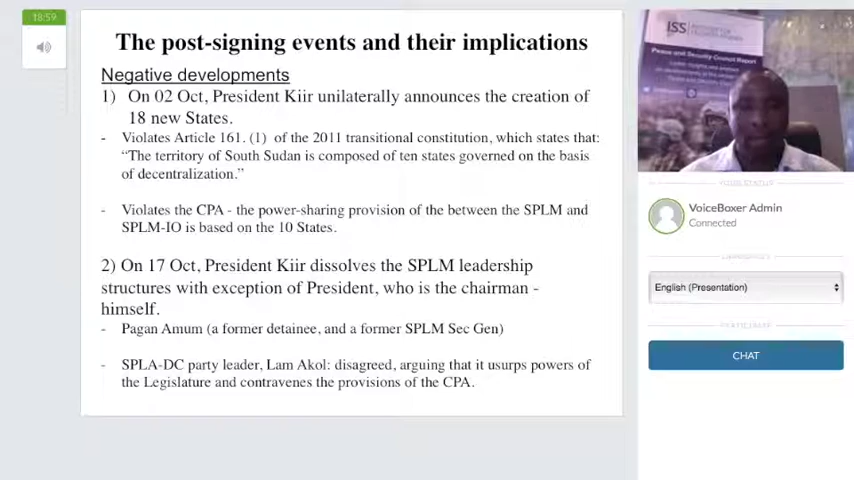 18:59
The post-signing events and their implications
Negative developments
1) On 02 Oct, President Kiir unilaterally announces the creation of
18 new States.
- Violates Article 161. (1) of the 2011 transitional constitution, which states that:
“The territory of South Sudan is composed of ten states governed on the basis
of decentralization.”
- Violates the CPA - the power-sharing provision of the between the SPLM and
SPLM-IO is based on the 10 States.
2) On 17 Oct, President Kiir dissolves the SPLM leadership
structures with exception of President, who is the chairman -
himself.
- Pagan Amum (a former detainee, and a former SPLM Sec Gen)
- SPLA-DC party leader, Lam Akol: disagreed, arguing that it usurps powers of
the Legislature and contravenes the provisions of the CPA.
ISS
Peace and Security Council Report
VoiceBoxer Admin
Connected
English (Presentation)
CHAT